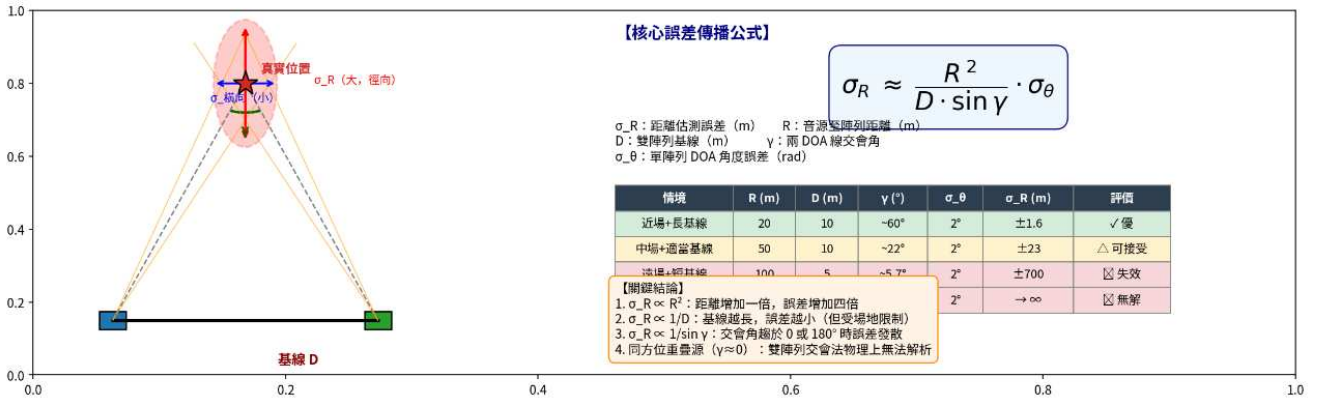 1.0
0.8
0.6
0.4
0.2
0.0
0.0
0.2
0.4
0.6
0.8
1.0
真實位置
σ_R（大，徑向）
σ_橫向（小）
基線 D
【核心誤差傳播公式】
σ_R ≈ R² / (D · sin γ) · σ_θ
σ_R：距離估測誤差（m） R：音源至陣列距離（m）
D：雙陣列基線（m） γ：兩 DOA 線交會角
σ_θ：單陣列 DOA 角度誤差（rad）
情境 R (m) D (m) γ (°) σ_θ σ_R (m) 評價
近場+長基線 20 10 ~60° 2° ±1.6 ✓ 優
中場+適當基線 50 10 ~22° 2° ±23 △ 可接受
遠場+短基線 100 5 ~5.7° 2° ±700 ☒ 失效
2° → ∞ ☒ 無解
【關鍵結論】
1. σ_R ∝ R²：距離增加一倍，誤差增加四倍
2. σ_R ∝ 1/D：基線越長，誤差越小（但受場地限制）
3. σ_R ∝ 1/sin γ：交會角趨於 0 或 180° 時誤差發散
4. 同方位重疊源（γ≈0）：雙陣列交會法物理上無法解析